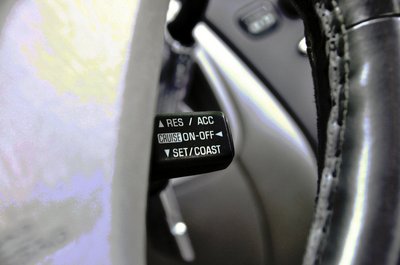 ▲ RES / ACC
CRUISE ON-OFF ◄
▼ SET/COAST